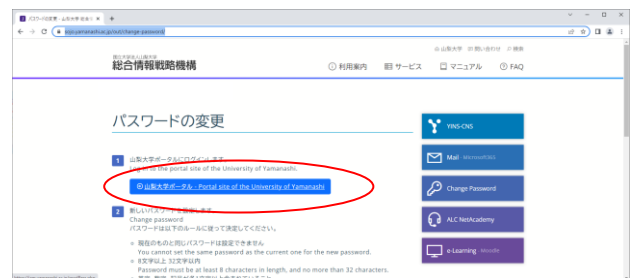 パスワードの変更 - 山梨大学 総合情
sojo.yamanashi.ac.jp/out/change-password/
山梨大学 問い合わせ 検索
国立大学法人山梨大学
総合情報戦略機構
利用案内 サービス マニュアル FAQ
パスワードの変更
1 山梨大学ポータルにログインします。
Log in to the portal site of the University of Yamanashi.
山梨大学ポータル - Portal site of the University of Yamanashi
2 新しいパスワードを設定します。
Change password
パスワードは以下のルールに従って決定してください。
現在のものと同じパスワードは設定できません
You cannot set the same password as the current one for the new password.
8文字以上 32文字以内
Password must be at least 8 characters in length, and no more than 32 characters.
YINS-CNS
Mail - Microsoft365
Change Password
ALC NetAcademy
e-Learning - Moodle